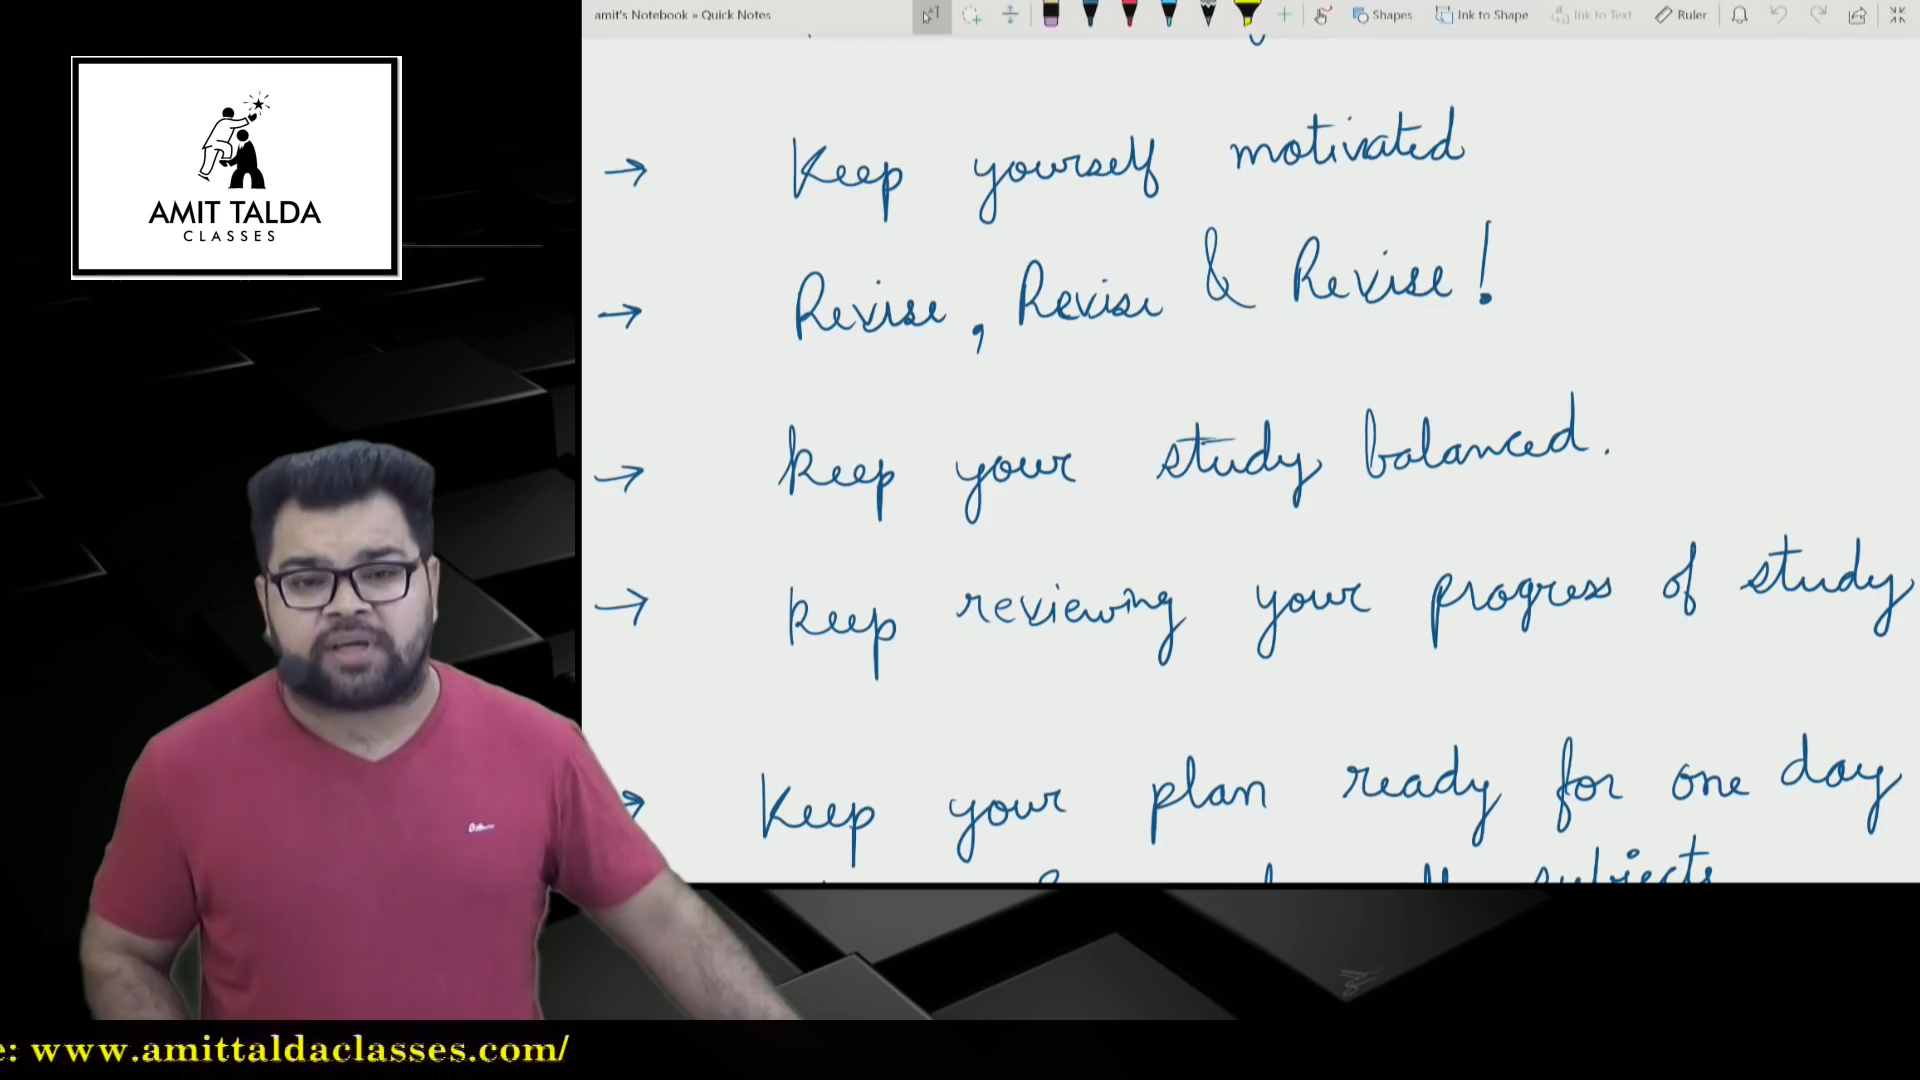 amit's Notebook » Quick Notes
Shapes
Ink to Shape
Ink to Text
Ruler
AMIT TALDA
CLASSES
→ Keep yourself motivated
→ Revise, Revise & Revise!
→ keep your study balanced.
→ keep reviewing your progress of study
→ Keep your plan ready for one day
subjects
e: www.amittaldaclasses.com/